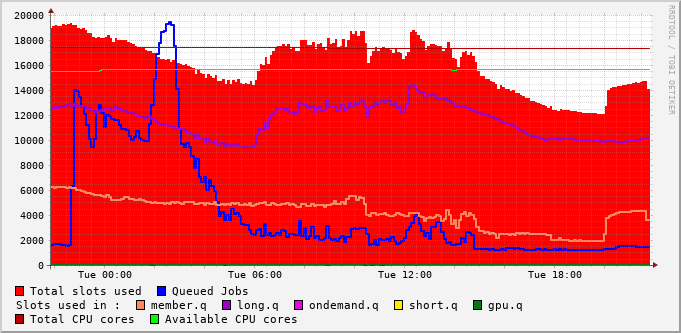 20000
18000
16000
14000
12000
10000
8000
6000
4000
2000
0
Tue 00:00 Tue 06:00 Tue 12:00 Tue 18:00
RRDTOOL / TOBI OETIKER
Total slots used Queued Jobs
Slots used in : member.q long.q ondemand.q short.q gpu.q
Total CPU cores Available CPU cores